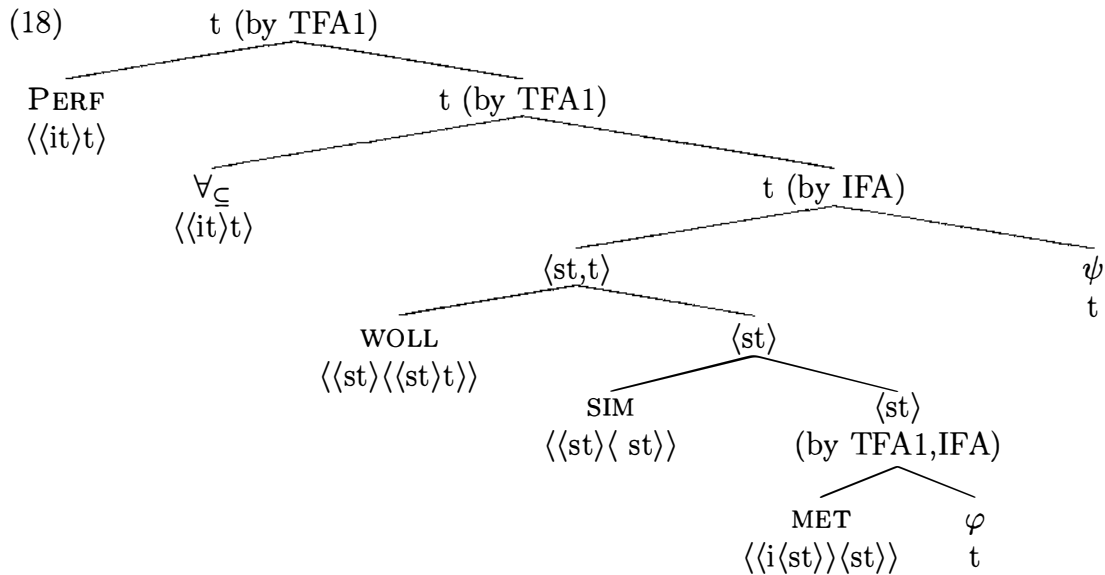 (18)
t (by TFA1)
PERF
⟨⟨it⟩t⟩
t (by TFA1)
∀⊆
⟨⟨it⟩t⟩
t (by IFA)
⟨st,t⟩
ψ
t
WOLL
⟨⟨st⟩⟨⟨st⟩t⟩⟩
⟨st⟩
SIM
⟨⟨st⟩⟨ st⟩⟩
⟨st⟩
(by TFA1,IFA)
MET
⟨⟨i⟨st⟩⟩⟨st⟩⟩
φ
t